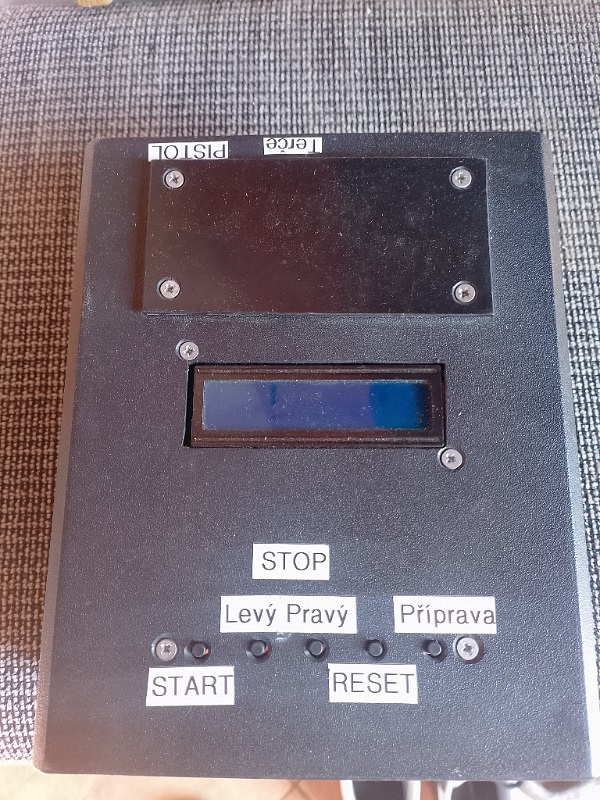 PISTOL
Terče
STOP
Levý Pravý
Příprava
START
RESET